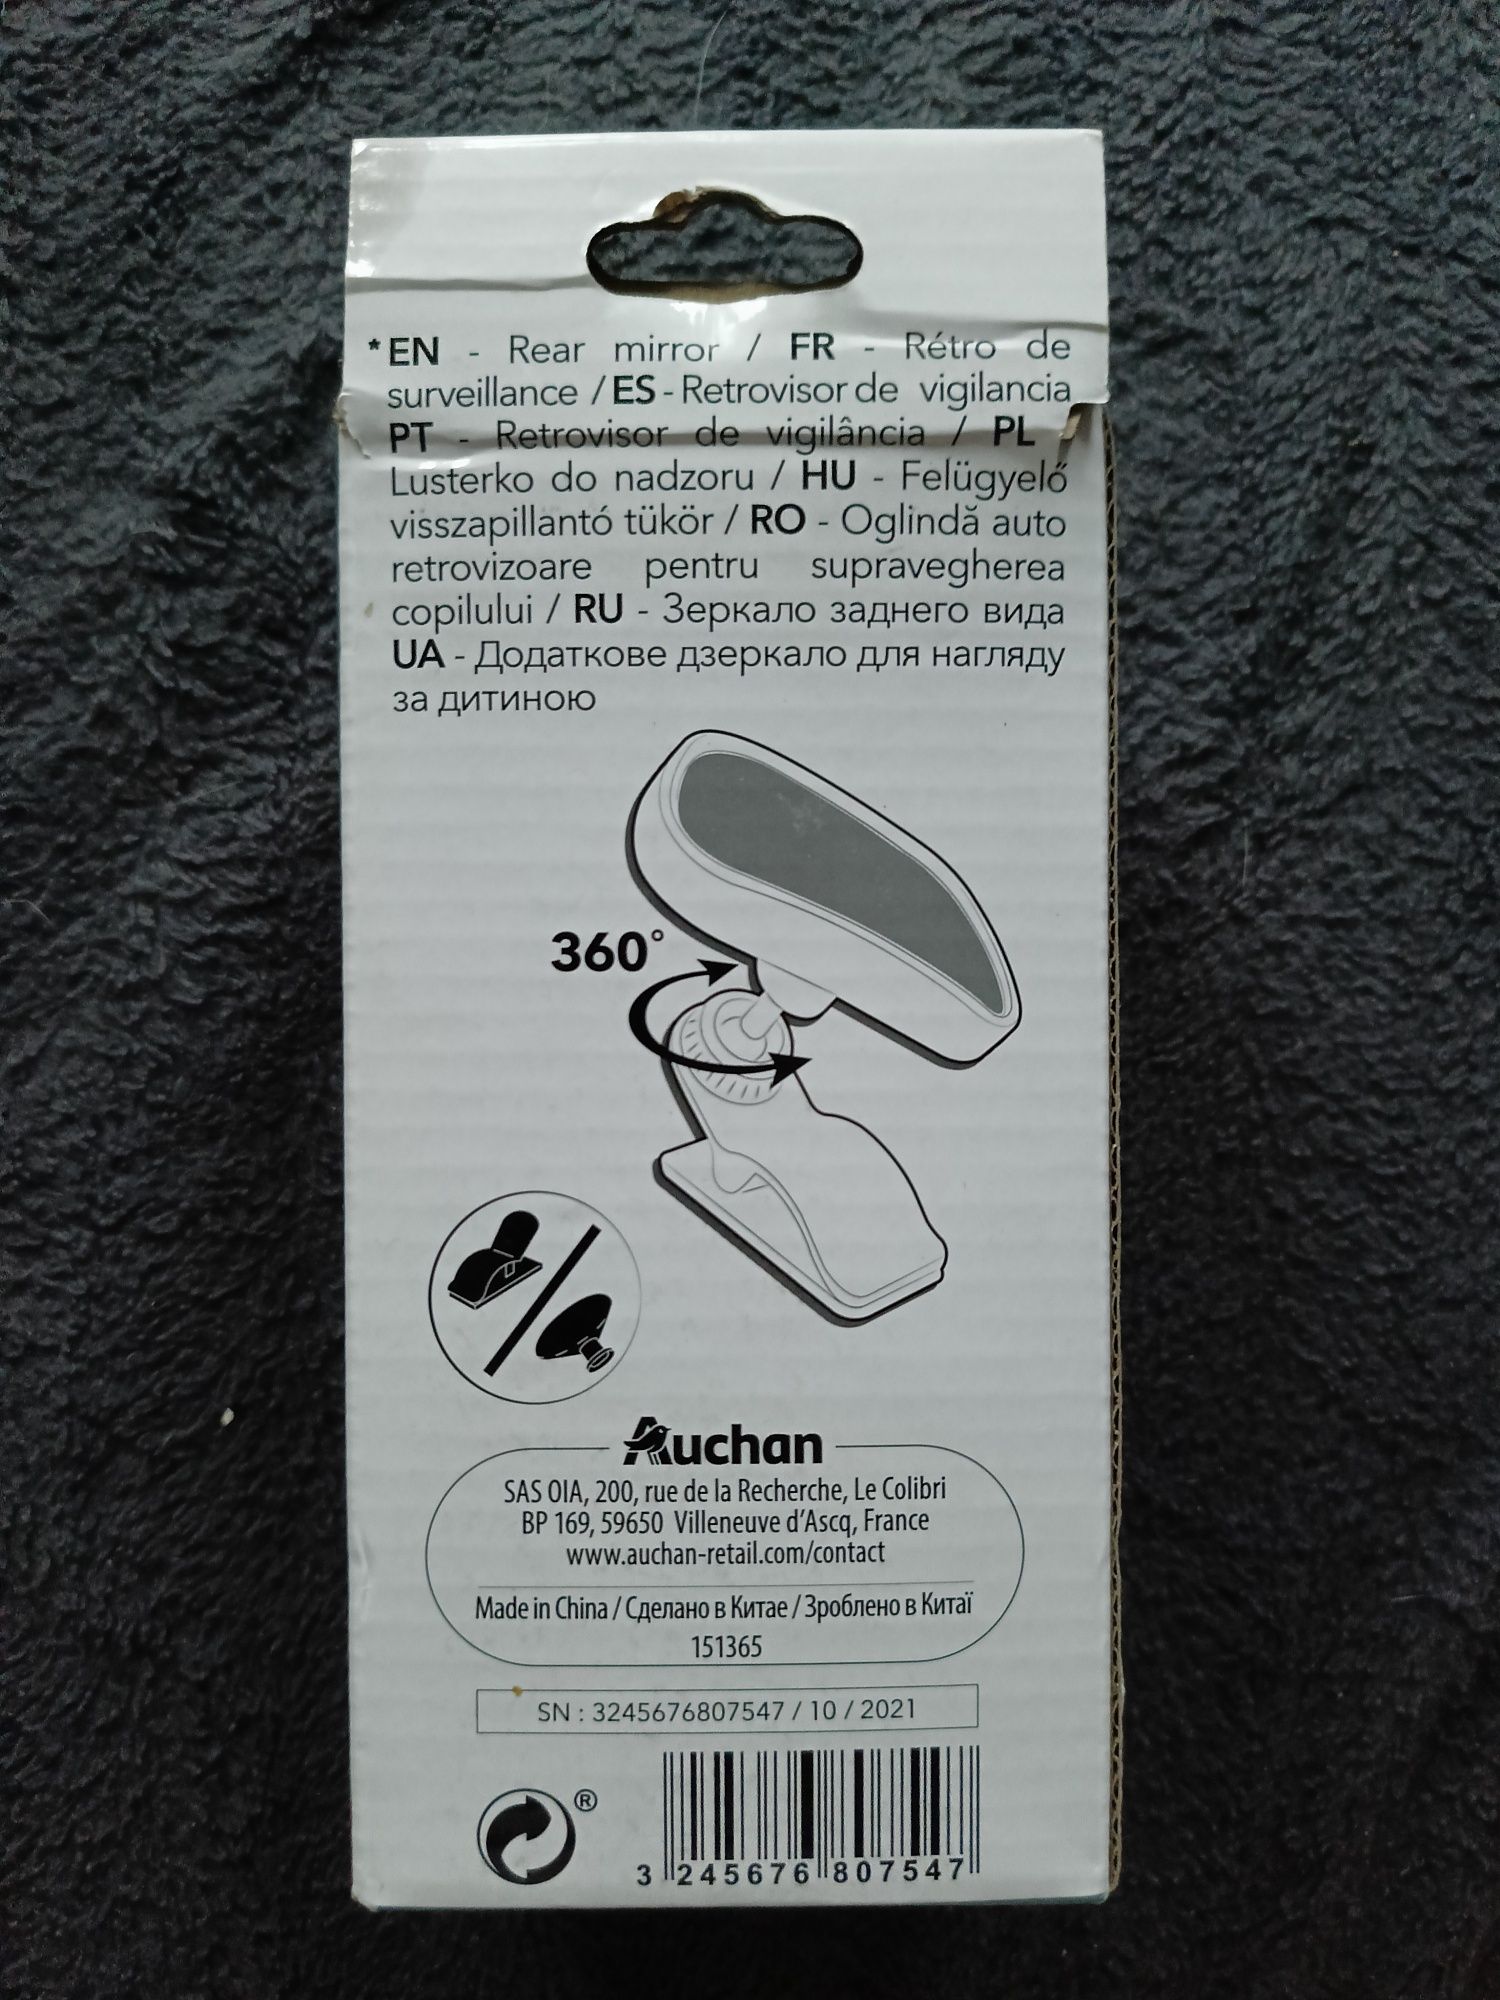 *EN - Rear mirror / FR - Rétro de
surveillance / ES - Retrovisor de vigilancia
PT - Retrovisor de vigilância / PL
Lusterko do nadzoru / HU - Felügyelő
visszapillantó tükör / RO - Oglindă auto
retrovizoare pentru supravegherea
copilului / RU - Зеркало заднего вида
UA - Додаткове дзеркало для нагляду
за дитиною
360°
Auchan
SAS OIA, 200, rue de la Recherche, Le Colibri
BP 169, 59650 Villeneuve d'Ascq, France
www.auchan-retail.com/contact
Made in China / Сделано в Китае / Зроблено в Китаї
151365
SN : 3245676807547 / 10 / 2021
®
3 245676 807547